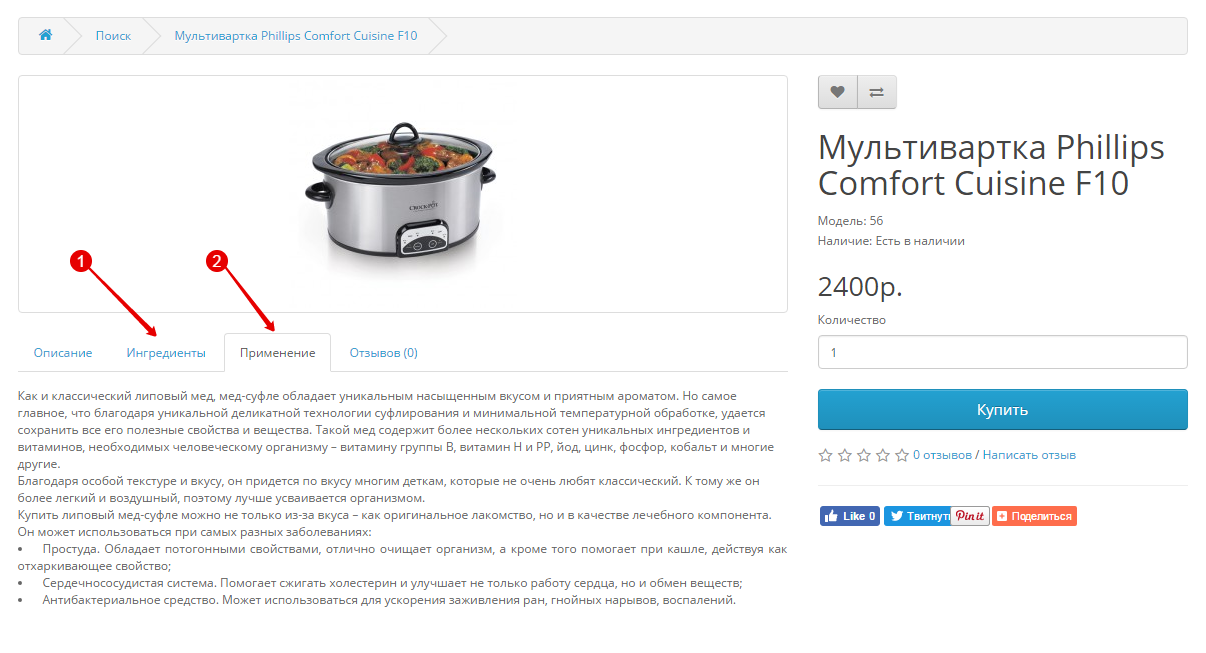 Поиск
Мультивартка Phillips Comfort Cuisine F10
CROCK-POT
1
2
Описание
Ингредиенты
Применение
Отзывов (0)
Как и классический липовый мед, мед-суфле обладает уникальным насыщенным вкусом и приятным ароматом. Но самое
главное, что благодаря уникальной деликатной технологии суфлирования и минимальной температурной обработке, удается
сохранить все его полезные свойства и вещества. Такой мед содержит более нескольких сотен уникальных ингредиентов и
витаминов, необходимых человеческому организму – витамину группы В, витамин Н и РР, йод, цинк, фосфор, кобальт и многие
другие.
Благодаря особой текстуре и вкусу, он придется по вкусу многим деткам, которые не очень любят классический. К тому же он
более легкий и воздушный, поэтому лучше усваивается организмом.
Купить липовый мед-суфле можно не только из-за вкуса – как оригинальное лакомство, но и в качестве лечебного компонента.
Он может использоваться при самых разных заболеваниях:
• Простуда. Обладает потогонными свойствами, отлично очищает организм, а кроме того помогает при кашле, действуя как
отхаркивающее свойство;
• Сердечнососудистая система. Помогает сжигать холестерин и улучшает не только работу сердца, но и обмен веществ;
• Антибактериальное средство. Может использоваться для ускорения заживления ран, гнойных нарывов, воспалений.
Мультивартка Phillips
Comfort Cuisine F10
Модель: 56
Наличие: Есть в наличии
2400р.
Количество
1
Купить
0 отзывов / Написать отзыв
Like 0
Твитнуть
Pin it
Поделиться